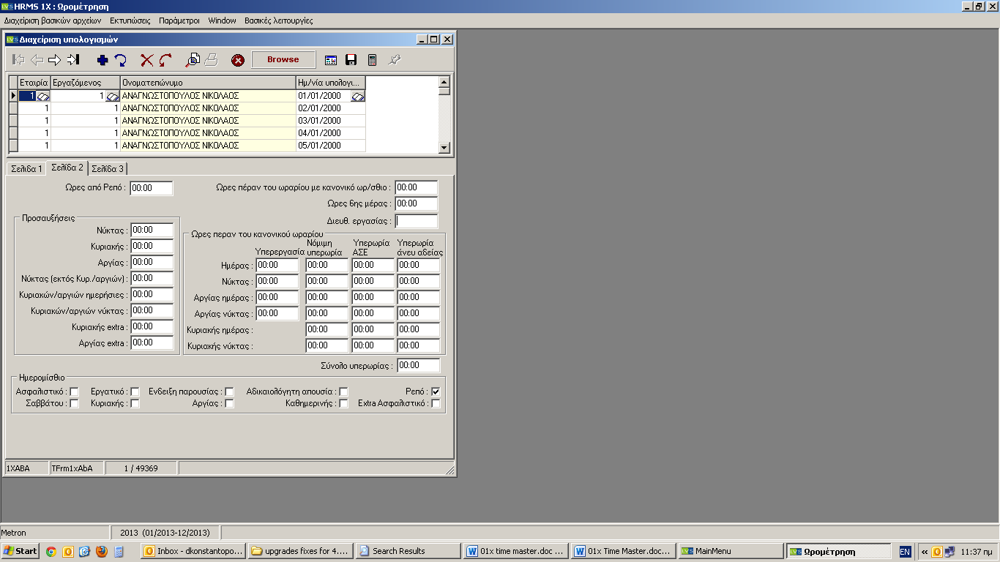 HRMS 1X : Ωρομέτρηση
Διαχείριση βασικών αρχείων Εκτυπώσεις Παράμετροι Window Βασικές λειτουργίες
Διαχείριση υπολογισμών
Browse
Εταιρία Εργαζόμενος Ονοματεπώνυμο Ημ/νία υπολογι...
1 1 ΑΝΑΓΝΩΣΤΟΠΟΥΛΟΣ ΝΙΚΟΛΑΟΣ 01/01/2000
1 1 ΑΝΑΓΝΩΣΤΟΠΟΥΛΟΣ ΝΙΚΟΛΑΟΣ 02/01/2000
1 1 ΑΝΑΓΝΩΣΤΟΠΟΥΛΟΣ ΝΙΚΟΛΑΟΣ 03/01/2000
1 1 ΑΝΑΓΝΩΣΤΟΠΟΥΛΟΣ ΝΙΚΟΛΑΟΣ 04/01/2000
1 1 ΑΝΑΓΝΩΣΤΟΠΟΥΛΟΣ ΝΙΚΟΛΑΟΣ 05/01/2000
Σελιδα 1 Σελίδα 2 Σελίδα 3
Ωρες από Ρεπό : 00:00 Ωρες πέραν του ωραρίου με κανονικό ωρ/σθιο : 00:00
Ωρες 6ης μέρας : 00:00
Διευθ. εργασίας :
Προσαυξήσεις
Νύκτας : 00:00
Κυριακής : 00:00
Αργίας : 00:00
Νύκτας (εκτός Κυρ./αργιών) : 00:00
Κυριακών/αργιών ημερήσιες : 00:00
Κυριακών/αργιών νύκτας : 00:00
Κυριακής extra : 00:00
Αργίας extra : 00:00
Ωρες περαν του κανονικού ωραρίου
Υπερεργασία Νόμιμη υπερωρία Υπερωρία ΑΣΕ Υπερωρία άνευ αδείας
Ημέρας : 00:00 00:00 00:00 00:00
Νύκτας : 00:00 00:00 00:00 00:00
Αργίας ημέρας : 00:00 00:00 00:00 00:00
Αργίας νύκτας : 00:00 00:00 00:00 00:00
Κυριακής ημέρας : 00:00 00:00 00:00
Κυριακής νύκτας : 00:00 00:00 00:00
Σύνολο υπερωρίας : 00:00
Ημερομίσθιο
Ασφαλιστικό : Εργατικό : Ενδειξη παρουσίας : Αδικαιολόγητη απουσία : Ρεπό :
Σαββάτου : Κυριακής : Αργίας : Καθημερινής : Extra Ασφαλιστικό :
1XABA TFrm1xAbA 1 / 49369
Metron 2013 (01/2013-12/2013)
Start Inbox - dkonstantopo... upgrades fixes for 4.... Search Results 01x time master.doc ... 01x Time Master.doc... MainMenu Ωρομέτρηση EN « 11:37 πμ